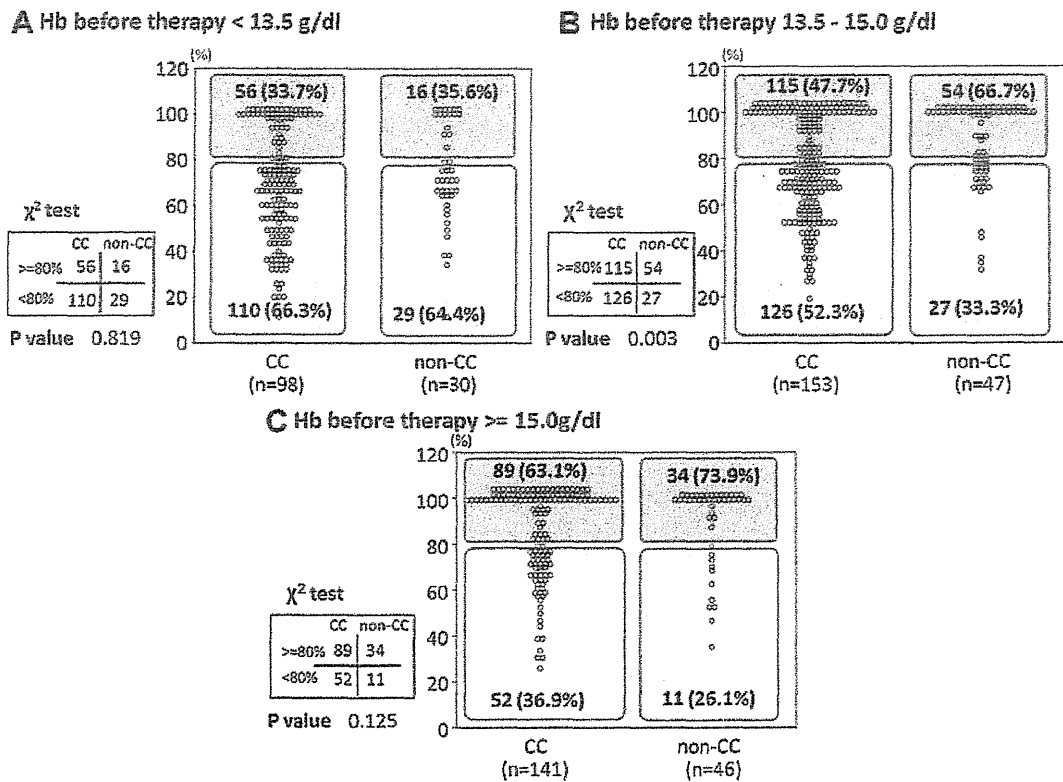 A Hb before therapy < 13.5 g/dl
(%)
120
100
80
60
40
20
0
56 (33.7%)
16 (35.6%)
110 (66.3%)
29 (64.4%)
χ² test
CC non-CC
>=80% 56 16
<80% 110 29
P value 0.819
CC
(n=98)
non-CC
(n=30)
B Hb before therapy 13.5 - 15.0 g/dl
(%)
120
100
80
60
40
20
0
115 (47.7%)
54 (66.7%)
126 (52.3%)
27 (33.3%)
χ² test
CC non-CC
>=80% 115 54
<80% 126 27
P value 0.003
CC
(n=153)
non-CC
(n=47)
C Hb before therapy >= 15.0g/dl
(%)
120
100
80
60
40
20
0
89 (63.1%)
34 (73.9%)
52 (36.9%)
11 (26.1%)
χ² test
CC non-CC
>=80% 89 34
<80% 52 11
P value 0.125
CC
(n=141)
non-CC
(n=46)